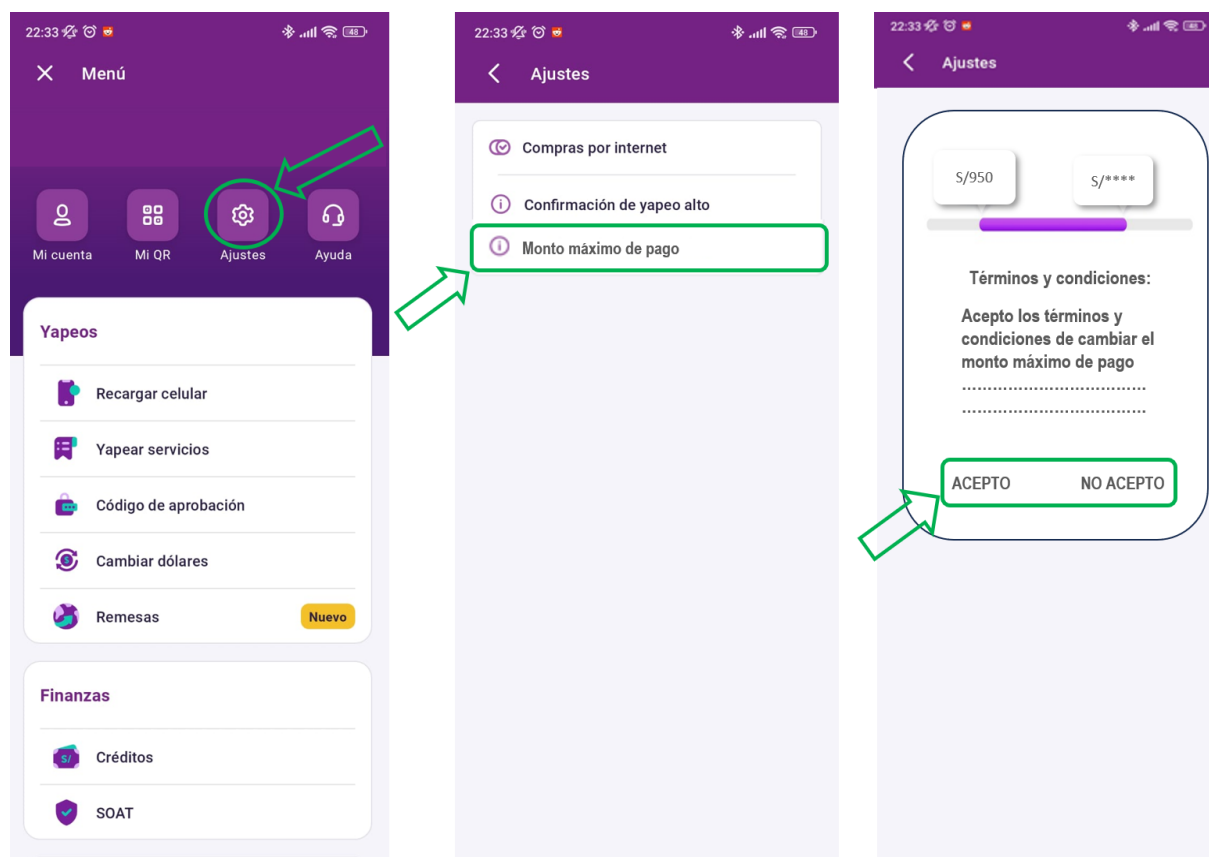 22:33
48
Menú
Mi cuenta
Mi QR
Ajustes
Ayuda
Yapeos
Recargar celular
Yapear servicios
Código de aprobación
Cambiar dólares
Remesas
Nuevo
Finanzas
S/
Créditos
SOAT
22:33
48
Ajustes
Compras por internet
Confirmación de yapeo alto
Monto máximo de pago
22:33
48
Ajustes
S/950
S/****
Términos y condiciones:
Acepto los términos y
condiciones de cambiar el
monto máximo de pago
....................................
....................................
ACEPTO
NO ACEPTO